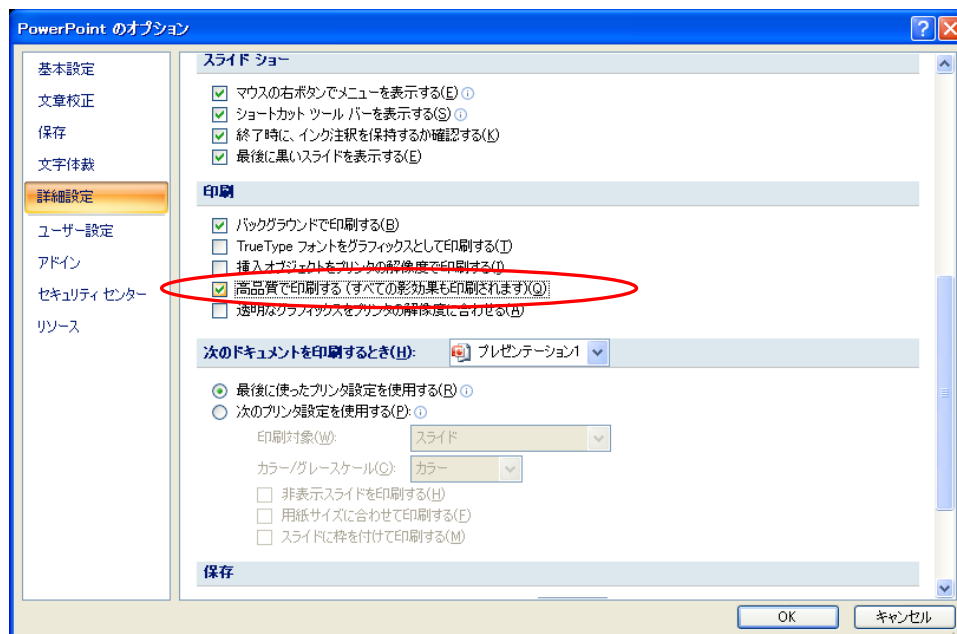 PowerPoint のオプション
基本設定
文章校正
保存
文字体裁
詳細設定
ユーザー設定
アドイン
セキュリティ センター
リソース
スライド ショー
マウスの右ボタンでメニューを表示する(E)
ショートカット ツール バーを表示する(S)
終了時に、インク注釈を保持するか確認する(K)
最後に黒いスライドを表示する(E)
印刷
バックグラウンドで印刷する(B)
TrueType フォントをグラフィックスとして印刷する(T)
挿入オブジェクトをプリンタの解像度で印刷する(I)
高品質で印刷する (すべての影効果も印刷されます)(Q)
透明なグラフィックスをプリンタの解像度に合わせる(A)
次のドキュメントを印刷するとき(H): プレゼンテーション1
最後に使ったプリンタ設定を使用する(R)
次のプリンタ設定を使用する(P):
印刷対象(W): スライド
カラー/グレースケール(C): カラー
非表示スライドを印刷する(H)
用紙サイズに合わせて印刷する(F)
スライドに枠を付けて印刷する(M)
保存
OK キャンセル